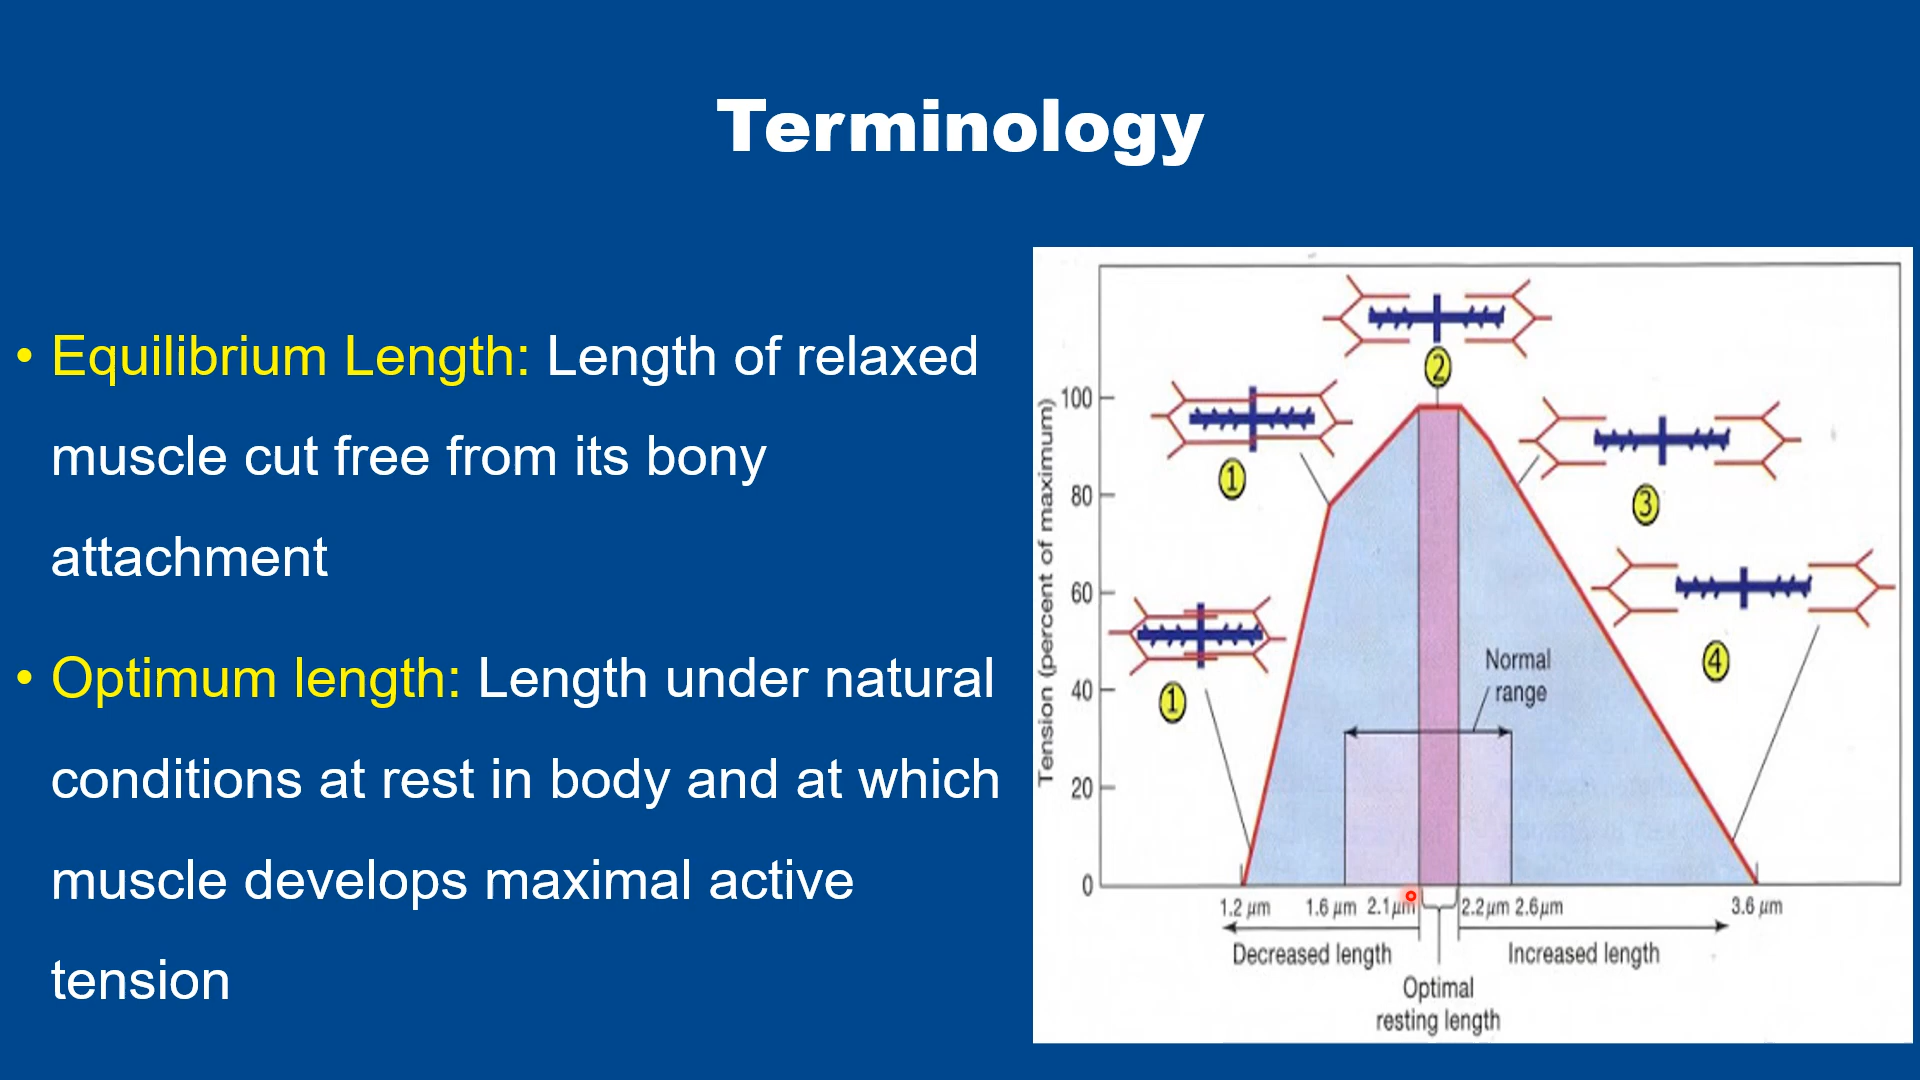 Terminology
• Equilibrium Length: Length of relaxed
muscle cut free from its bony
attachment
• Optimum length: Length under natural
conditions at rest in body and at which
muscle develops maximal active
tension
Tension (percent of maximum)
100
80
60
40
20
0
2
1
3
1
4
Normal
range
1.2 µm 1.6 µm 2.1µm 2.2µm 2.6µm 3.6 µm
Decreased length
Increased length
Optimal
resting length